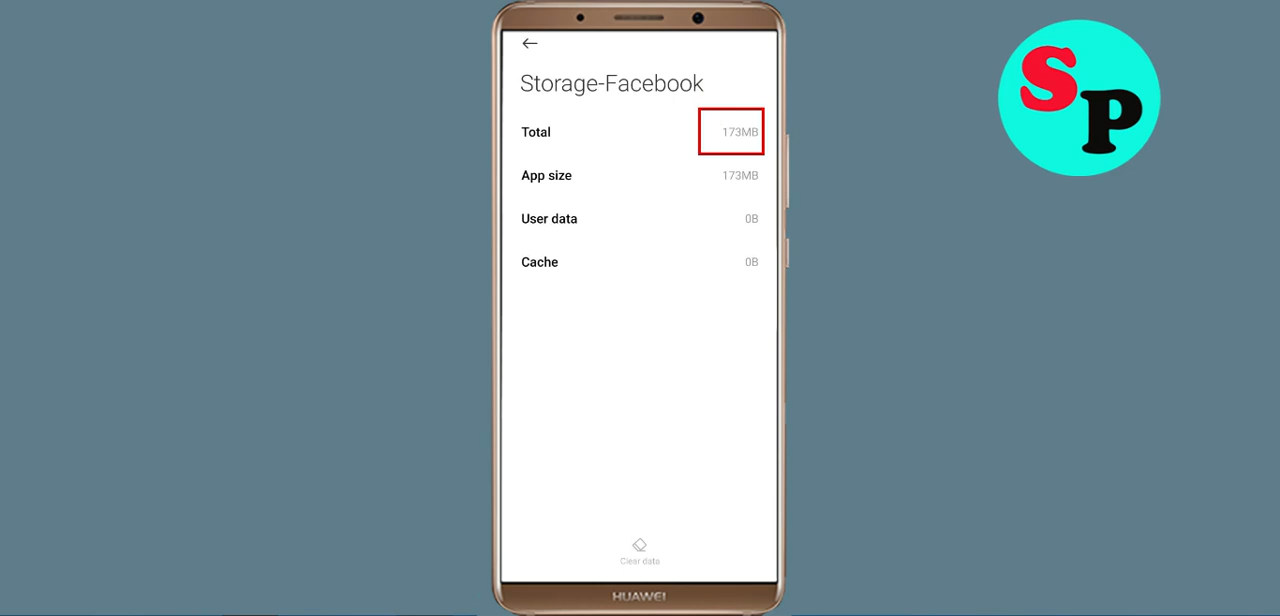 Storage-Facebook
Total 173MB
App size 173MB
User data 0B
Cache 0B
Clear data
HUAWEI
SP